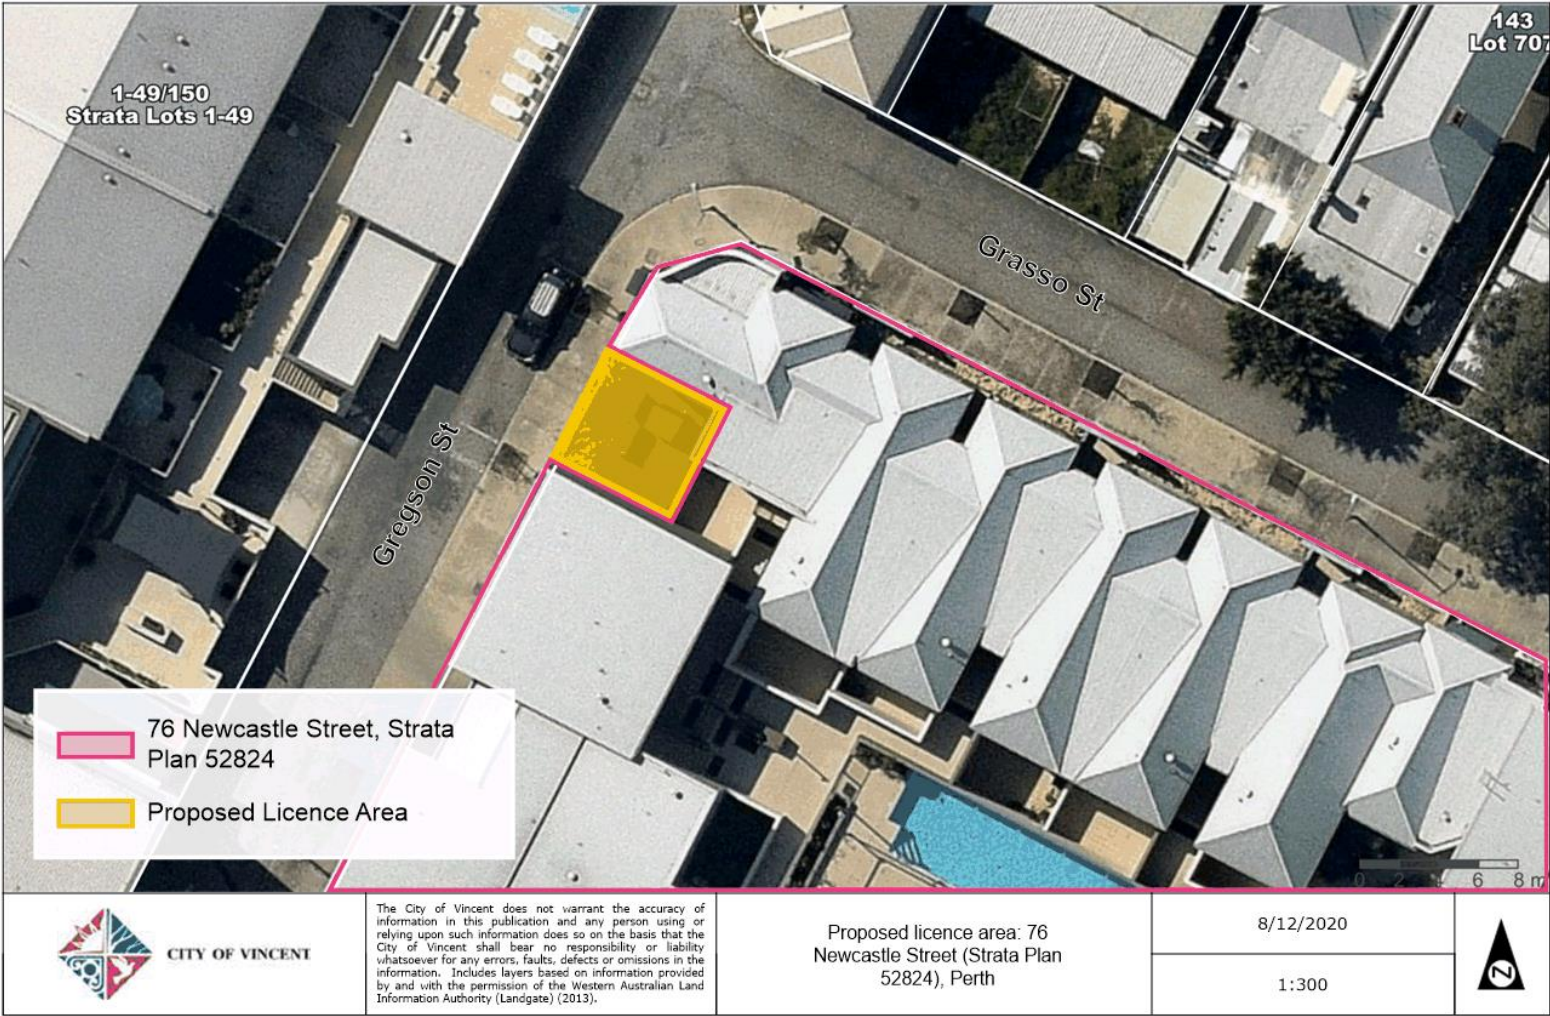 1-49/150
Strata Lots 1-49
143
Lot 707
Grasso St
Gregson St
76 Newcastle Street, Strata
Plan 52824
Proposed Licence Area
0 2 4 6 8 m
CITY OF VINCENT
The City of Vincent does not warrant the accuracy of
information in this publication and any person using or
relying upon such information does so on the basis that the
City of Vincent shall bear no responsibility or liability
whatsoever for any errors, faults, defects or omissions in the
information. Includes layers based on information provided
by and with the permission of the Western Australian Land
Information Authority (Landgate) (2013).
Proposed licence area: 76
Newcastle Street (Strata Plan
52824), Perth
8/12/2020
1:300
N